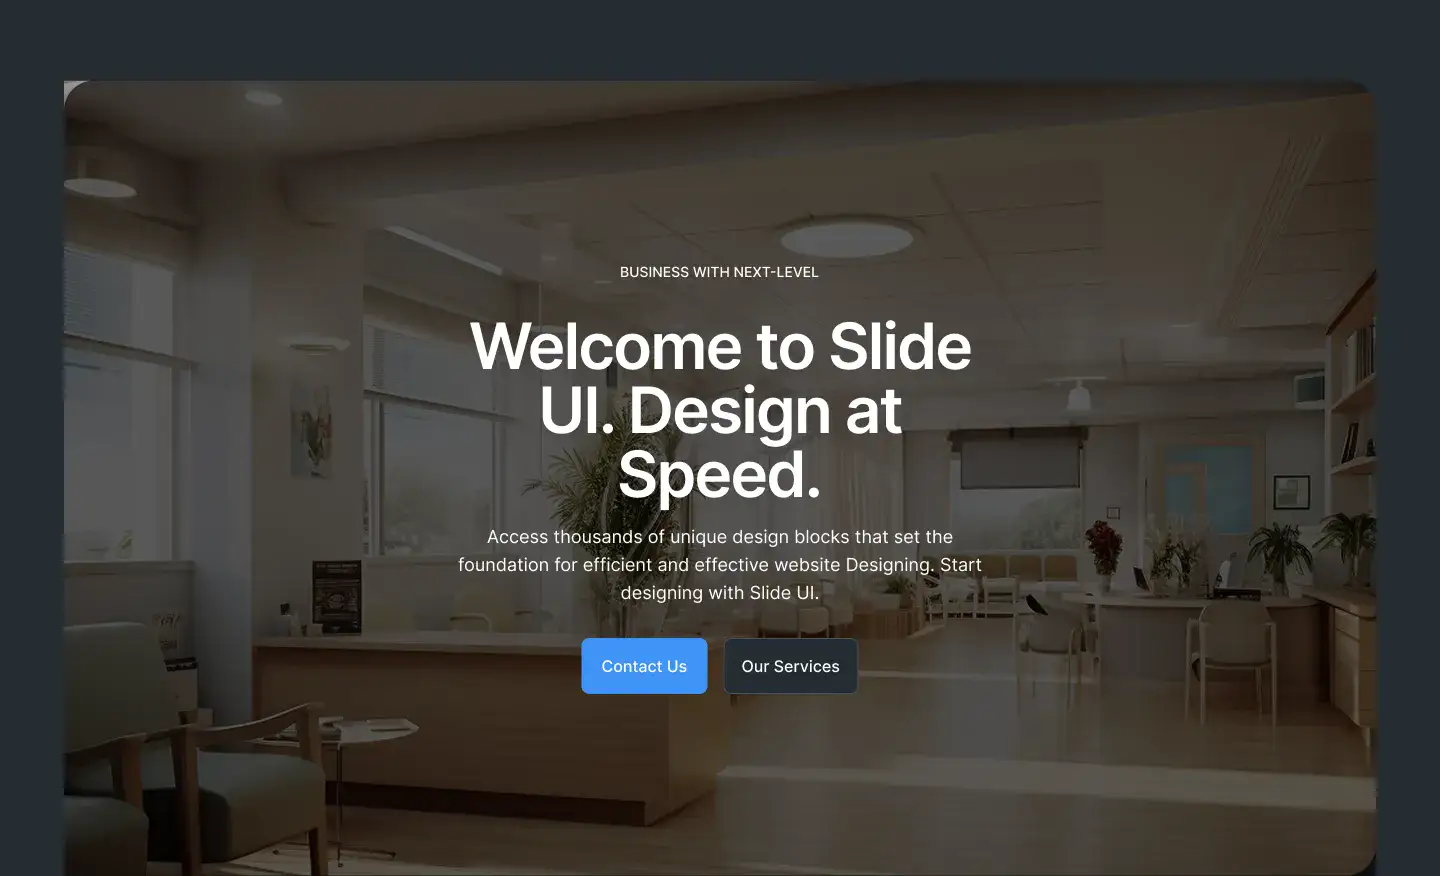 BUSINESS WITH NEXT-LEVEL
Welcome to Slide
UI. Design at
Speed.
Access thousands of unique design blocks that set the
foundation for efficient and effective website Designing. Start
designing with Slide UI.
Contact Us
Our Services